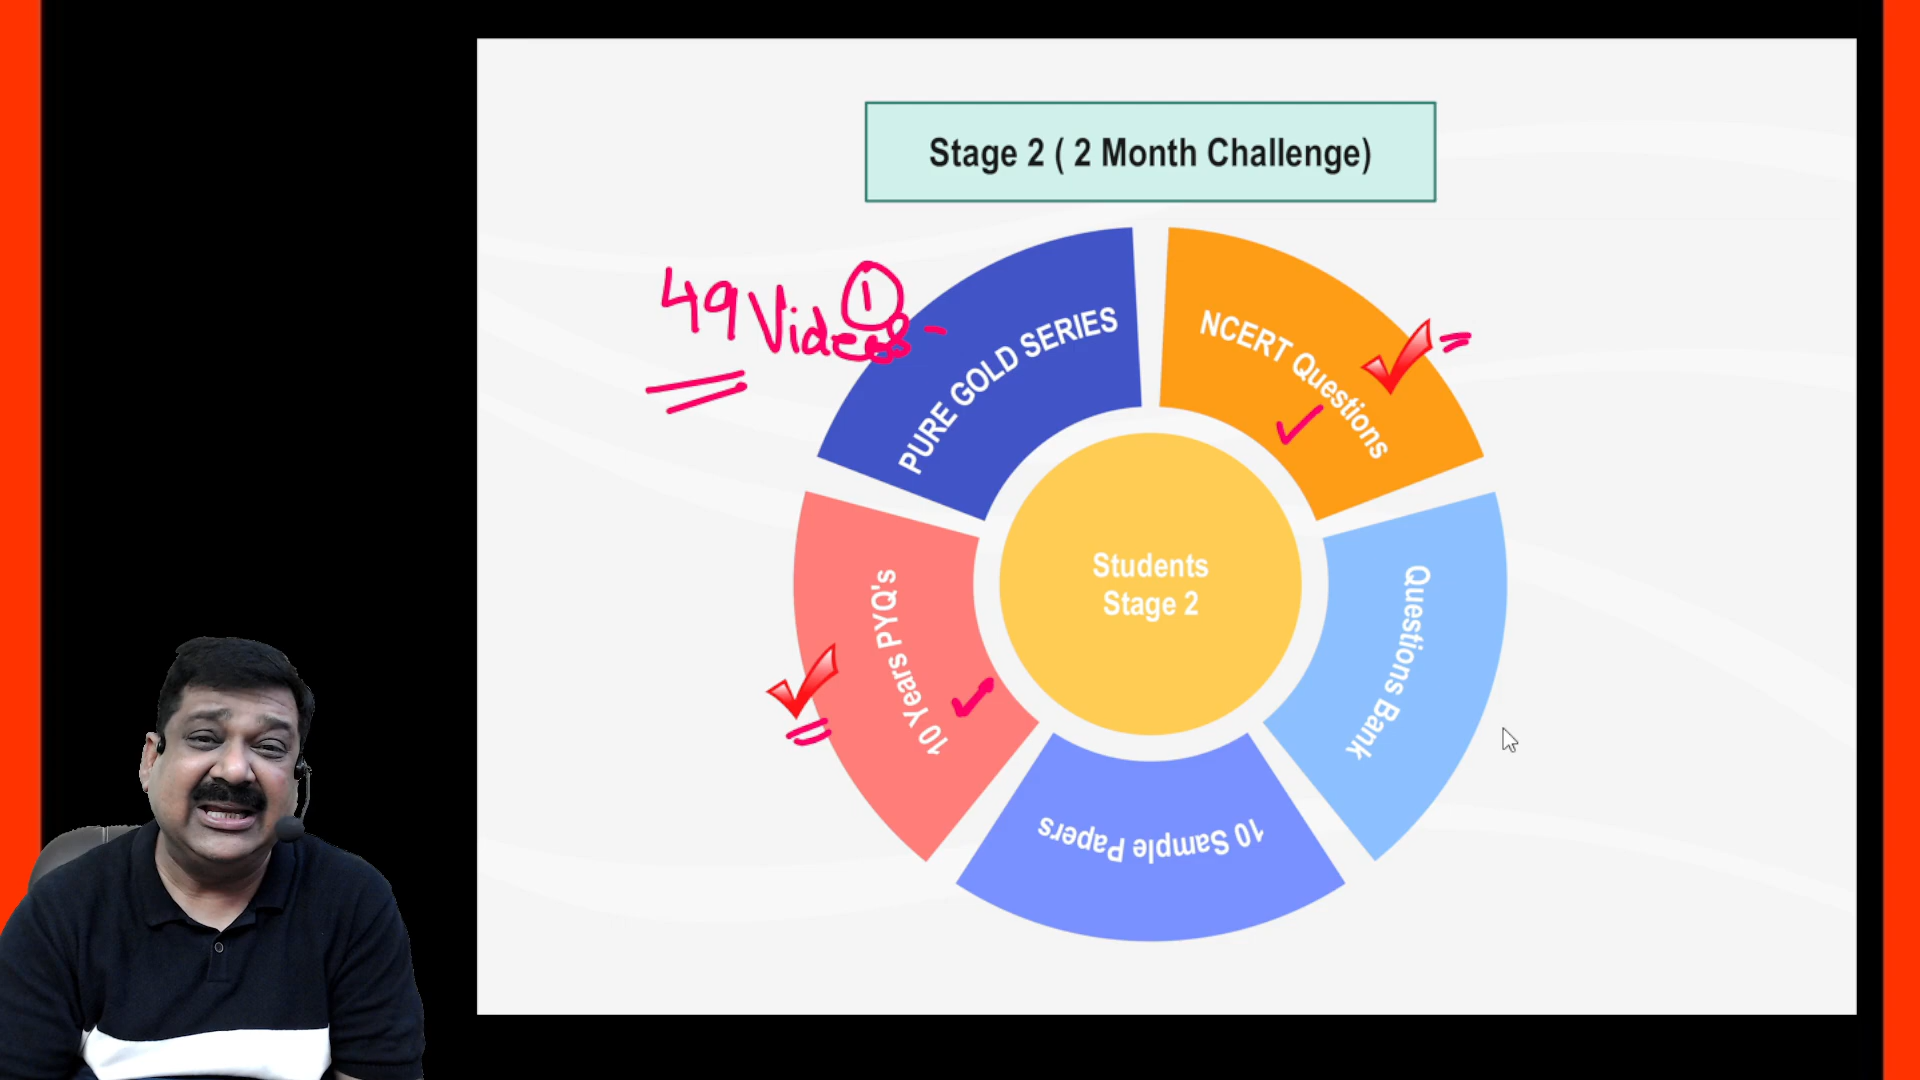 Stage 2 ( 2 Month Challenge)
1
49 Videos
PURE GOLD SERIES
NCERT Questions
Questions Bank
10 Sample Papers
10 Years PYQ's
Students
Stage 2